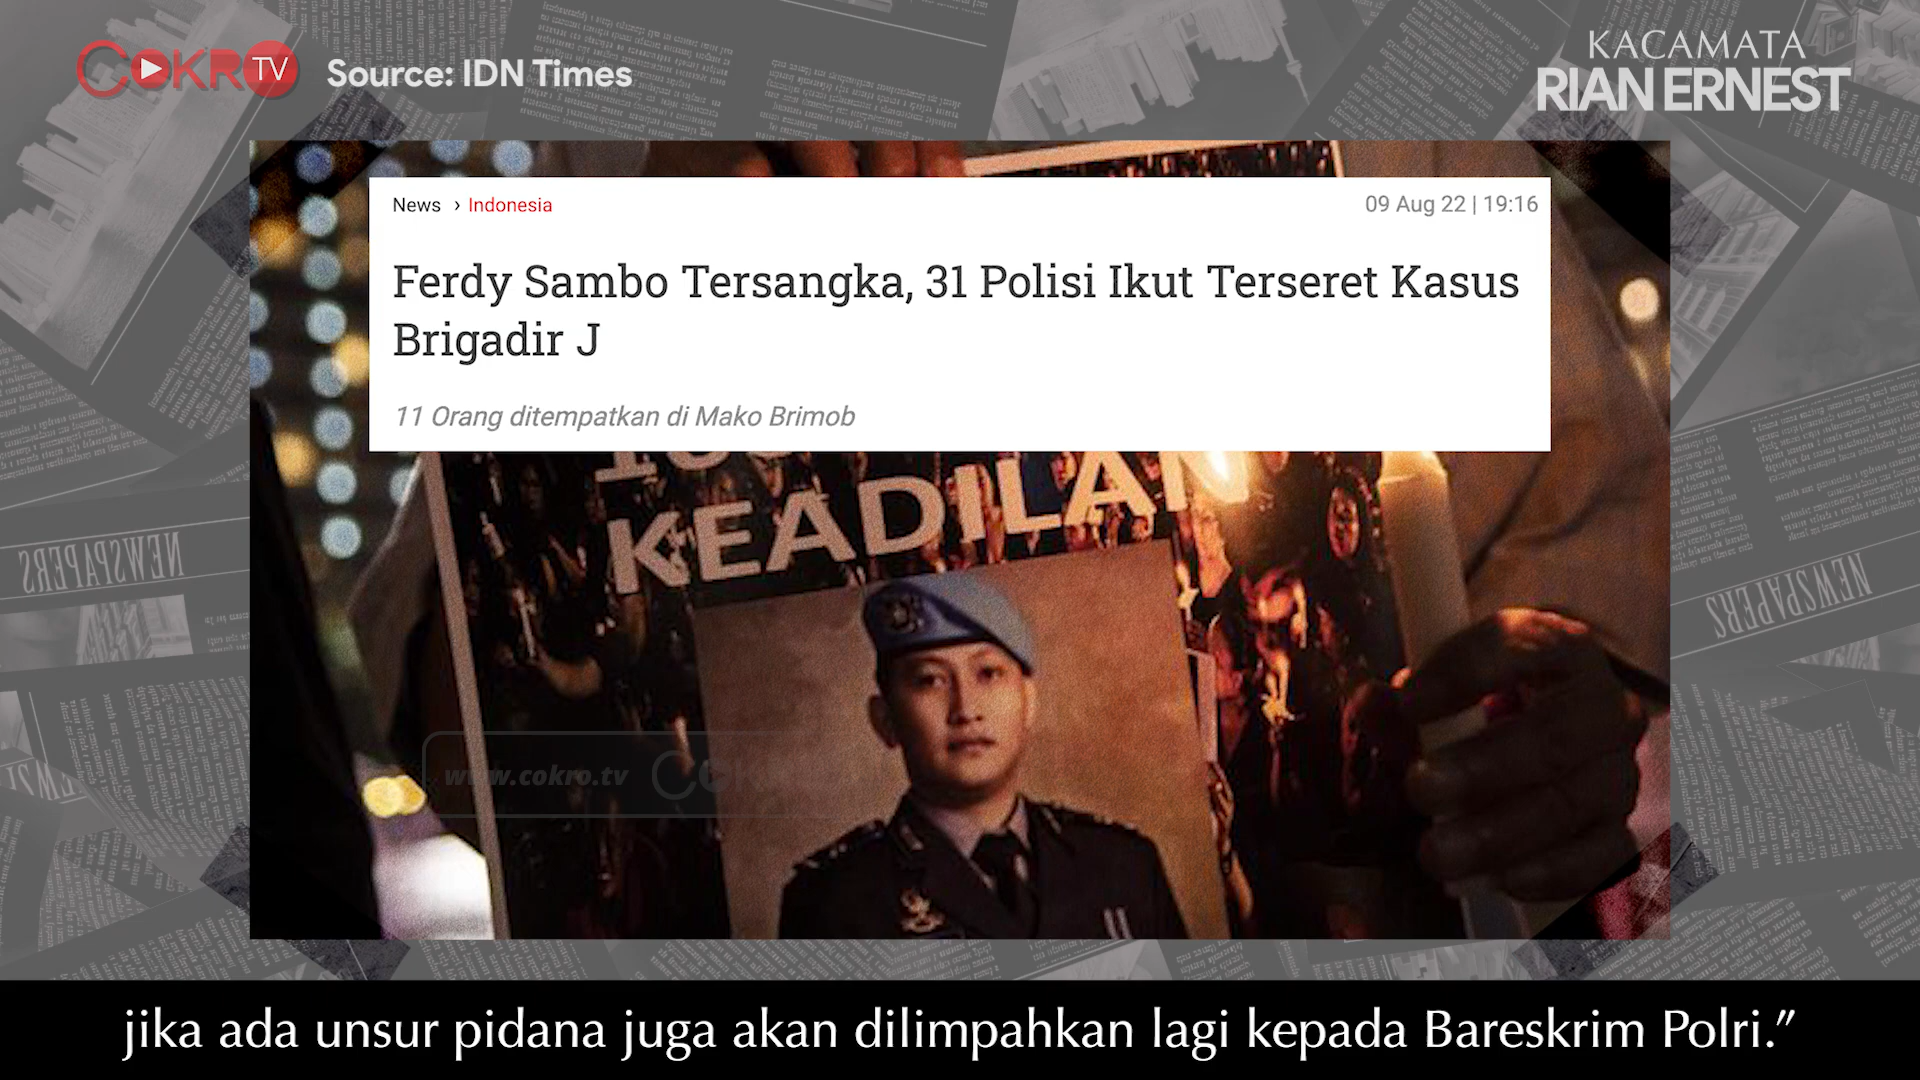 COKRO TV
Source: IDN Times
KACAMATA
RIAN ERNEST
News › Indonesia
09 Aug 22 | 19:16
Ferdy Sambo Tersangka, 31 Polisi Ikut Terseret Kasus
Brigadir J
11 Orang ditempatkan di Mako Brimob
KEADILAN
www.cokro.tv
NEWSPAPERS
NEWSPAPERS
jika ada unsur pidana juga akan dilimpahkan lagi kepada Bareskrim Polri.”